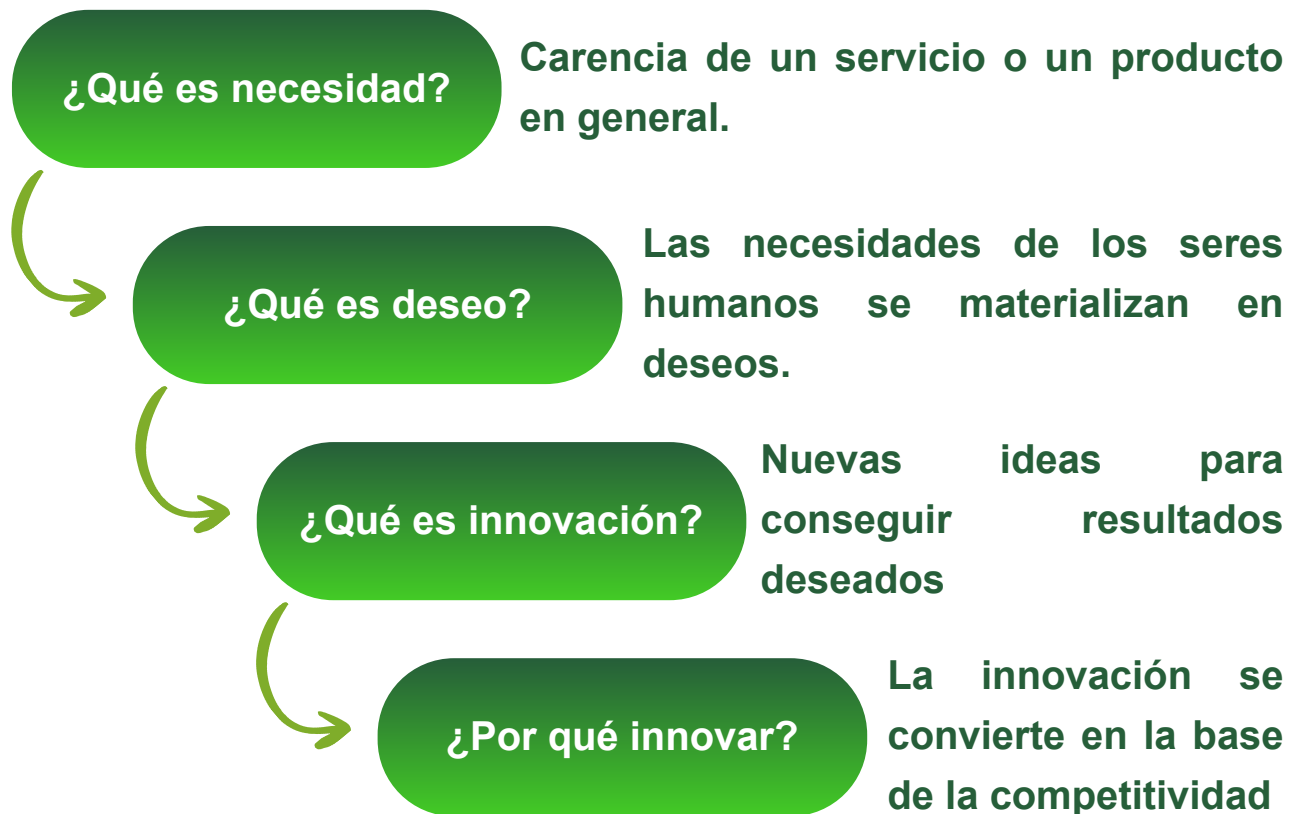 ¿Qué es necesidad?
Carencia de un servicio o un producto
en general.
¿Qué es deseo?
Las necesidades de los seres
humanos se materializan en
deseos.
¿Qué es innovación?
Nuevas ideas para
conseguir resultados
deseados
¿Por qué innovar?
La innovación se
convierte en la base
de la competitividad